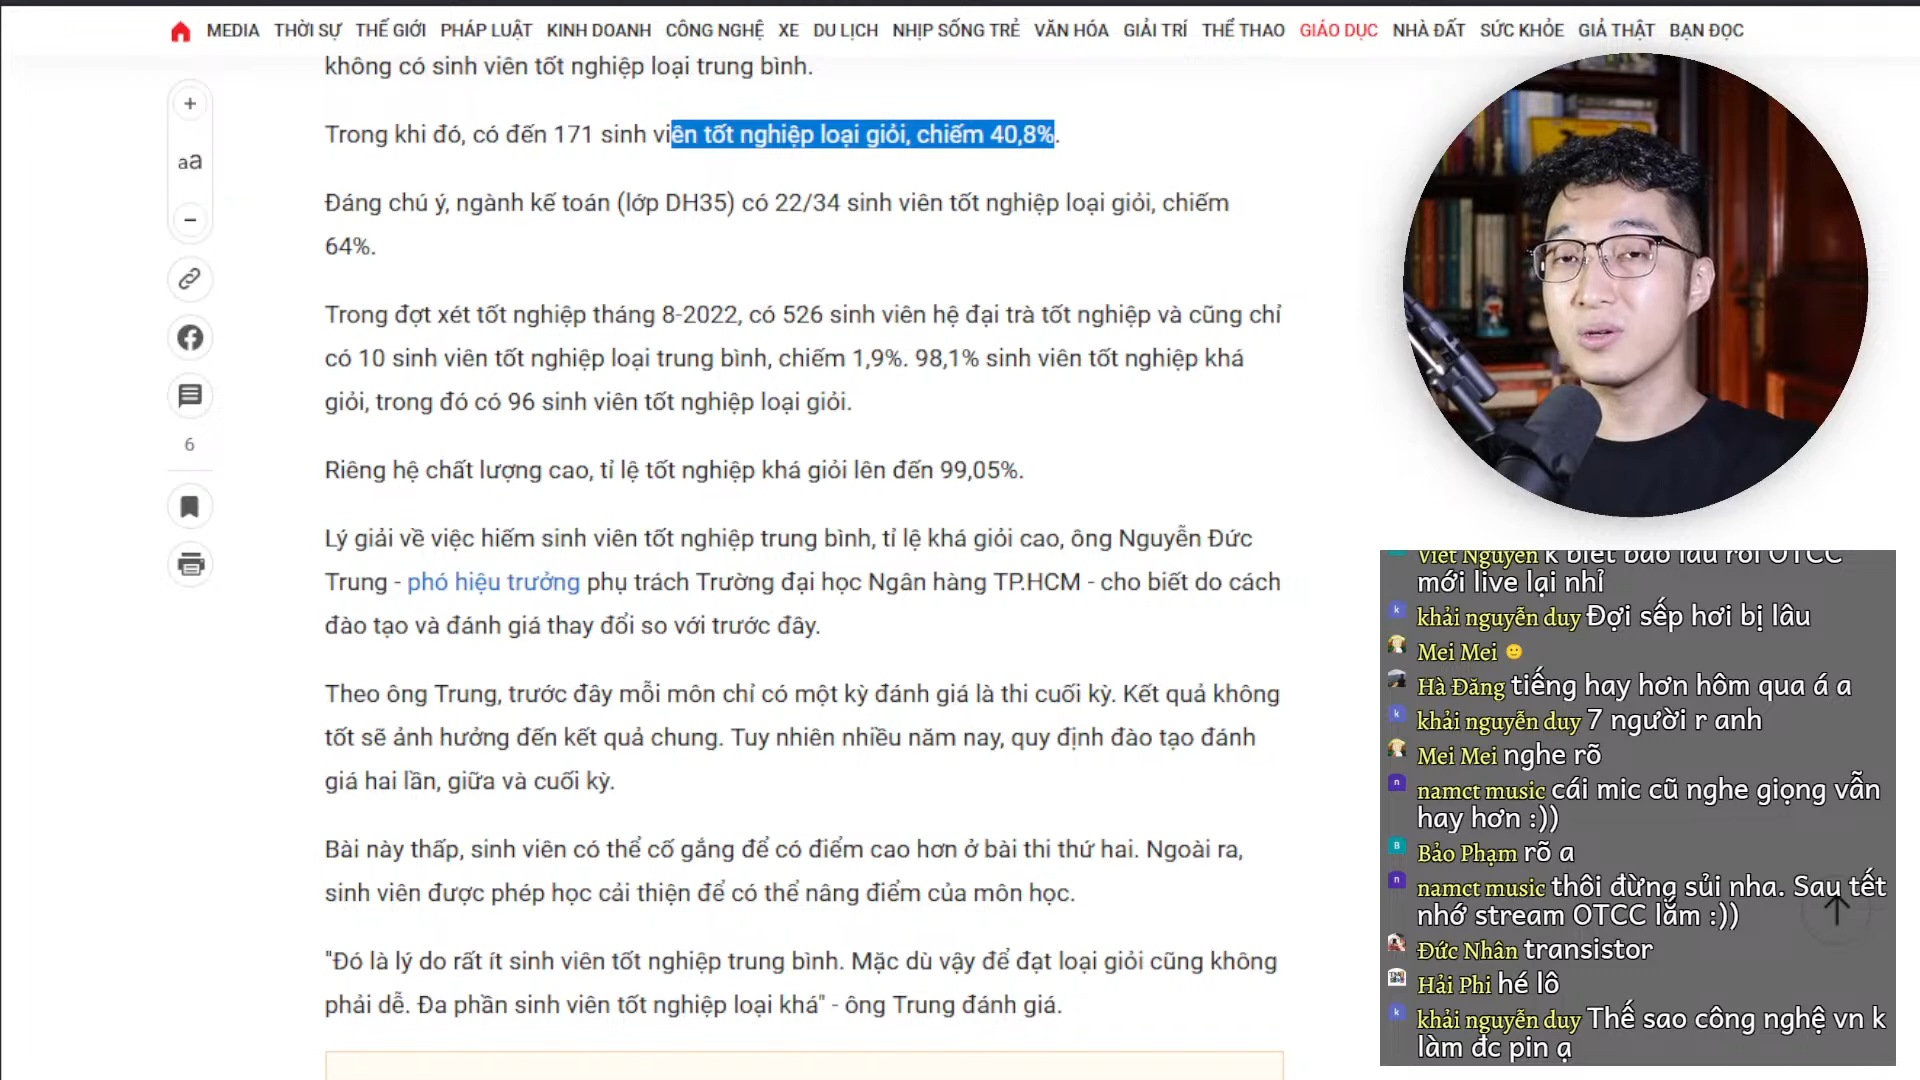 MEDIA THỜI SỰ THẾ GIỚI PHÁP LUẬT KINH DOANH CÔNG NGHỆ XE DU LỊCH NHỊP SỐNG TRẺ VĂN HÓA GIẢI TRÍ THỂ THAO GIÁO DỤC NHÀ ĐẤT SỨC KHỎE GIẢ THẬT BẠN ĐỌC
không có sinh viên tốt nghiệp loại trung bình.
Trong khi đó, có đến 171 sinh viên tốt nghiệp loại giỏi, chiếm 40,8%.
Đáng chú ý, ngành kế toán (lớp DH35) có 22/34 sinh viên tốt nghiệp loại giỏi, chiếm
64%.
Trong đợt xét tốt nghiệp tháng 8-2022, có 526 sinh viên hệ đại trà tốt nghiệp và cũng chỉ
có 10 sinh viên tốt nghiệp loại trung bình, chiếm 1,9%. 98,1% sinh viên tốt nghiệp khá
giỏi, trong đó có 96 sinh viên tốt nghiệp loại giỏi.
Riêng hệ chất lượng cao, tỉ lệ tốt nghiệp khá giỏi lên đến 99,05%.
Lý giải về việc hiếm sinh viên tốt nghiệp trung bình, tỉ lệ khá giỏi cao, ông Nguyễn Đức
Trung - phó hiệu trưởng phụ trách Trường đại học Ngân hàng TP.HCM - cho biết do cách
đào tạo và đánh giá thay đổi so với trước đây.
Theo ông Trung, trước đây mỗi môn chỉ có một kỳ đánh giá là thi cuối kỳ. Kết quả không
tốt sẽ ảnh hưởng đến kết quả chung. Tuy nhiên nhiều năm nay, quy định đào tạo đánh
giá hai lần, giữa và cuối kỳ.
Bài này thấp, sinh viên có thể cố gắng để có điểm cao hơn ở bài thi thứ hai. Ngoài ra,
sinh viên được phép học cải thiện để có thể nâng điểm của môn học.
"Đó là lý do rất ít sinh viên tốt nghiệp trung bình. Mặc dù vậy để đạt loại giỏi cũng không
phải dễ. Đa phần sinh viên tốt nghiệp loại khá" - ông Trung đánh giá.
+
aa
−
6
Viết Nguyễn k biết bao lâu rồi OTCC
mới live lại nhỉ
k khải nguyễn duy Đợi sếp hơi bị lâu
Mei Mei 🙂
Hà Đăng tiếng hay hơn hôm qua á a
k khải nguyễn duy 7 người r anh
Mei Mei nghe rõ
n namct music cái mic cũ nghe giọng vẫn
hay hơn :))
B Bảo Phạm rõ a
n namct music thôi đừng sủi nha. Sau tết
nhớ stream OTCC lắm :))
Đức Nhân transistor
Hải Phi hé lô
k khải nguyễn duy Thế sao công nghệ vn k
làm đc pin ạ